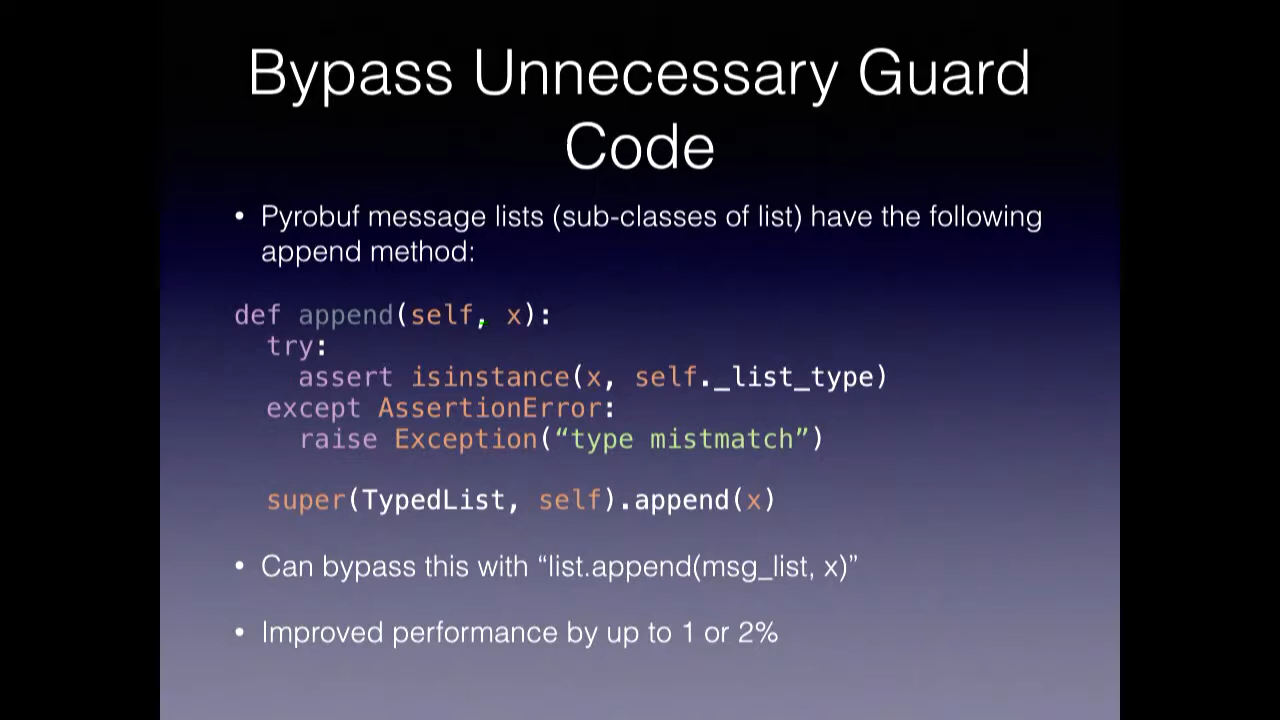 Bypass Unnecessary Guard
Code
• Pyrobuf message lists (sub-classes of list) have the following
append method:
def append(self, x):
try:
assert isinstance(x, self._list_type)
except AssertionError:
raise Exception(“type mistmatch”)
super(TypedList, self).append(x)
• Can bypass this with “list.append(msg_list, x)”
• Improved performance by up to 1 or 2%